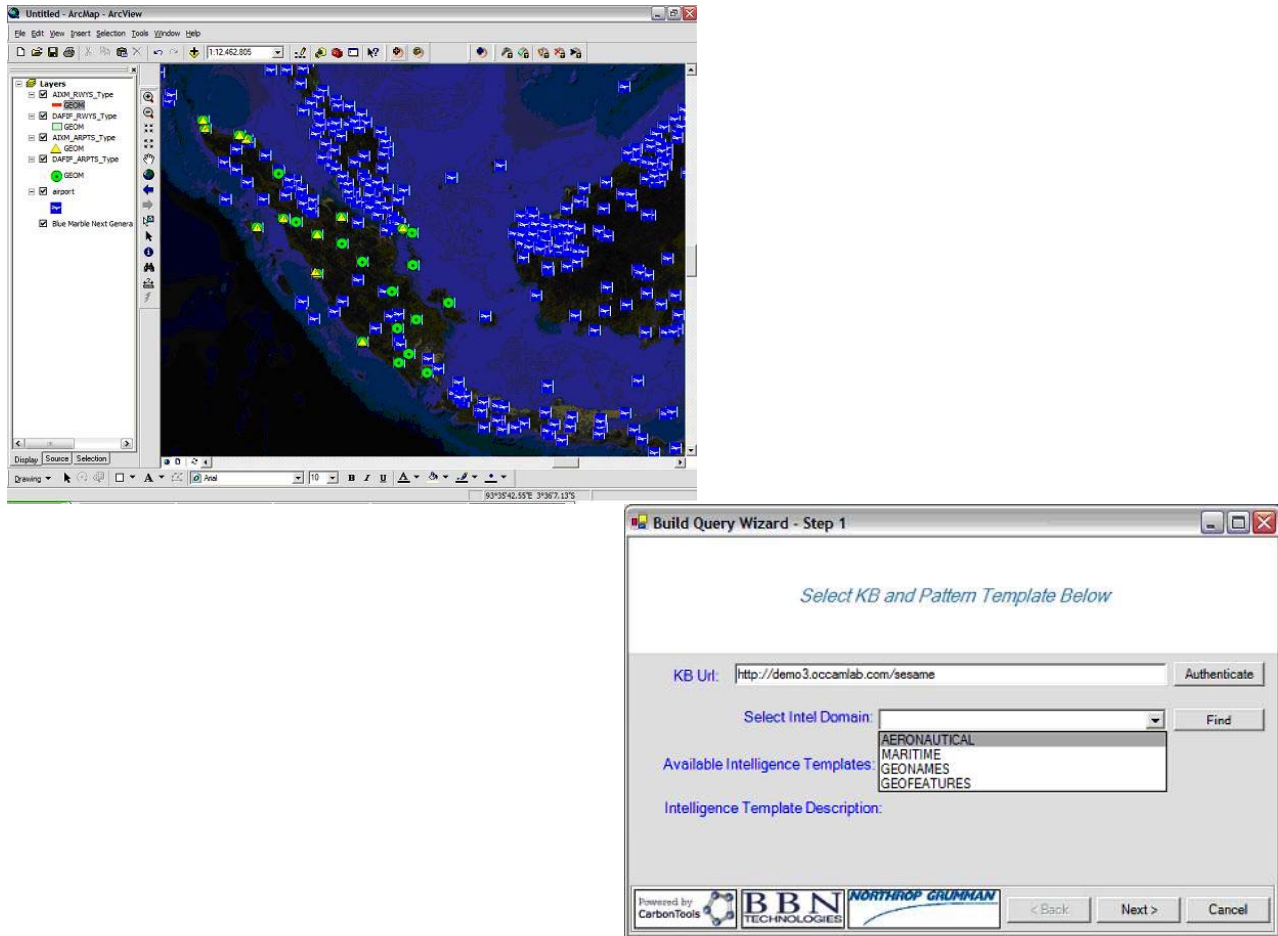 Untitled - ArcMap - ArcView
File Edit View Insert Selection Tools Window Help
1:12,462,805
Layers
AIXM_RWYS_Type
GEOM
DAFIF_RWYS_Type
GEOM
AIXM_ARPTS_Type
GEOM
DAFIF_ARPTS_Type
GEOM
airport
Blue Marble Next Genera
Display Source Selection
Drawing A Arial 10 B I U A
93°35'42.55"E 3°36'7.13"S
Build Query Wizard - Step 1
Select KB and Pattern Template Below
KB Url: http://demo3.occamlab.com/sesame Authenticate
Select Intel Domain: Find
AERONAUTICAL
MARITIME
Available Intelligence Templates: GEONAMES
GEOFEATURES
Intelligence Template Description:
Powered by
CarbonTools
BBN
TECHNOLOGIES
NORTHROP GRUMMAN
< Back Next > Cancel